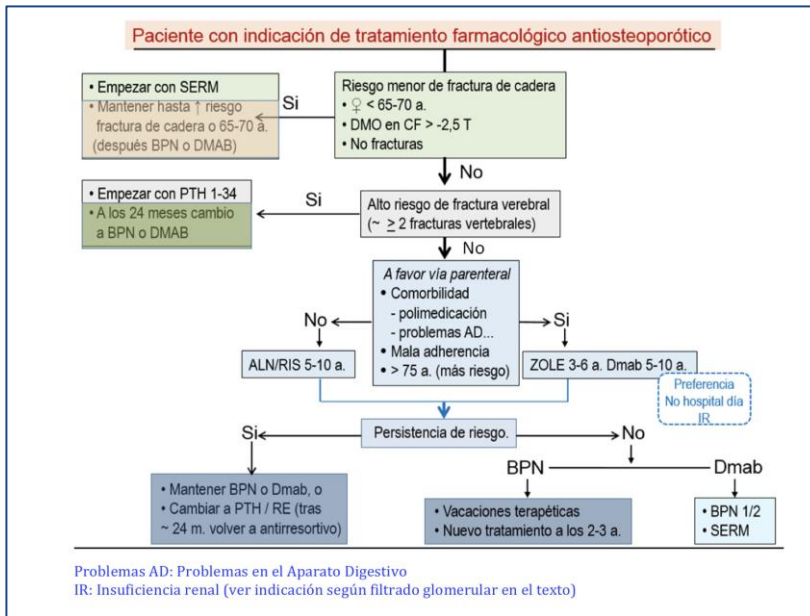 Paciente con indicación de tratamiento farmacológico antiosteoporótico
• Empezar con SERM
• Mantener hasta ↑ riesgo
fractura de cadera o 65-70 a.
(después BPN o DMAB)
Si
Riesgo menor de fractura de cadera
• ♀ < 65-70 a.
• DMO en CF > -2,5 T
• No fracturas
No
• Empezar con PTH 1-34
• A los 24 meses cambio
a BPN o DMAB
Si
Alto riesgo de fractura verebral
(~ ≥ 2 fracturas vertebrales)
No
A favor vía parenteral
• Comorbilidad
- polimedicación
- problemas AD...
• Mala adherencia
• > 75 a. (más riesgo)
No
Si
ALN/RIS 5-10 a.
ZOLE 3-6 a. Dmab 5-10 a.
Preferencia
No hospital día
IR
Persistencia de riesgo.
Si
No
BPN
Dmab
• Mantener BPN o Dmab, o
• Cambiar a PTH / RE (tras
~ 24 m. volver a antirresortivo)
• Vacaciones terapéticas
• Nuevo tratamiento a los 2-3 a.
• BPN 1/2
• SERM
Problemas AD: Problemas en el Aparato Digestivo
IR: Insuficiencia renal (ver indicación según filtrado glomerular en el texto)